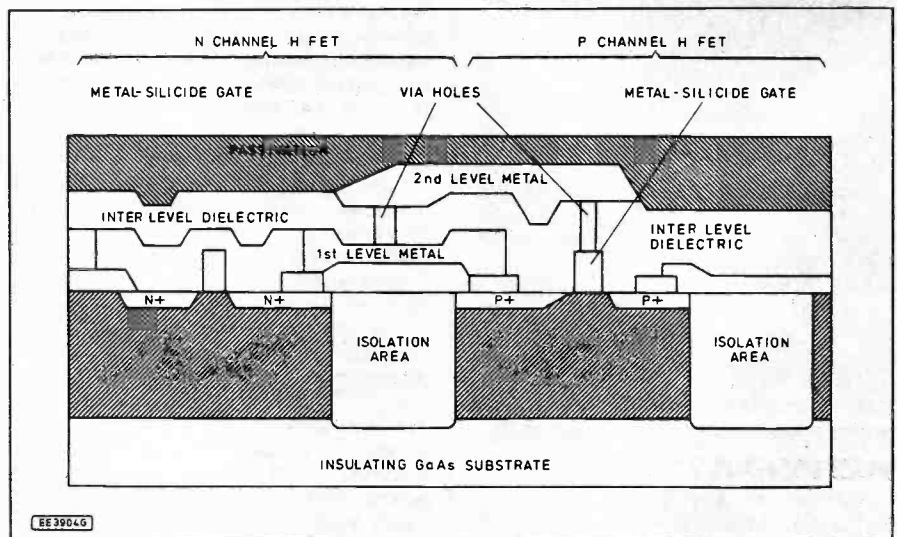 N CHANNEL H FET
P CHANNEL H FET
METAL-SILICIDE GATE
VIA HOLES
METAL-SILICIDE GATE
PASSIVATION
2nd LEVEL METAL
INTER LEVEL DIELECTRIC
INTER LEVEL
DIELECTRIC
1st LEVEL METAL
N+
N+
P+
P+
ISOLATION
AREA
ISOLATION
AREA
INSULATING GaAs SUBSTRATE
EE3904G